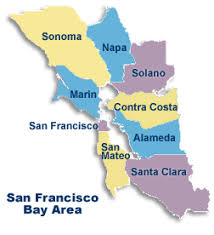 Sonoma
Napa
Solano
Marin
Contra Costa
San Francisco
Alameda
San
Mateo
Santa Clara
San Francisco
Bay Area